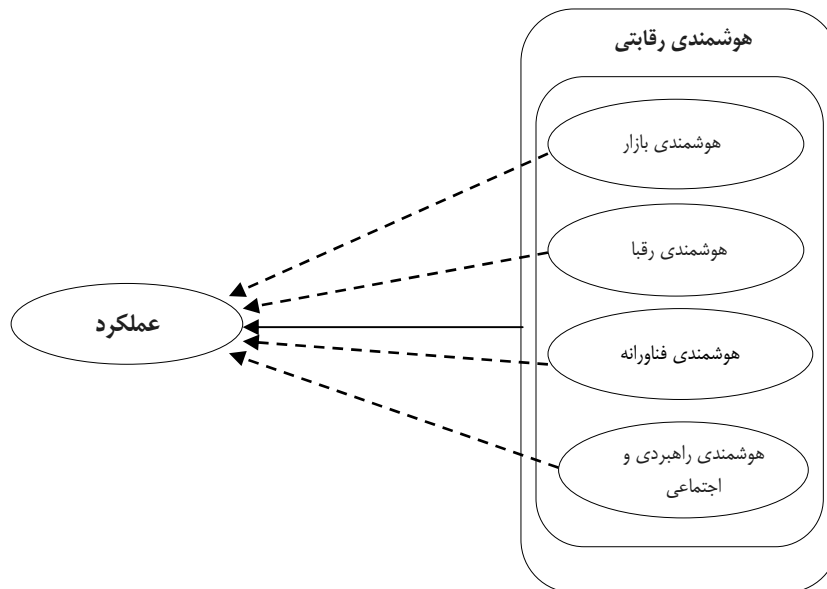 هوشمندی رقابتی
هوشمندی بازار
هوشمندی رقبا
عملکرد
هوشمندی فناورانه
هوشمندی راهبردی و
اجتماعی